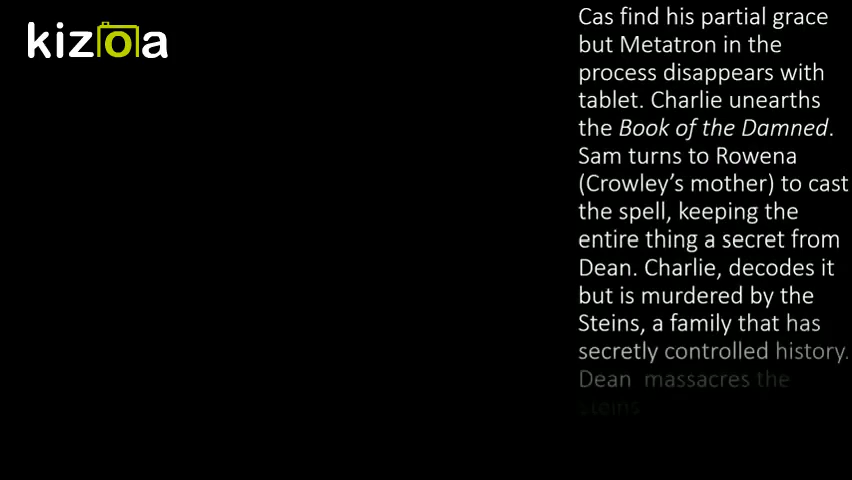 kizoa
Cas find his partial grace
but Metatron in the
process disappears with
tablet. Charlie unearths
the Book of the Damned.
Sam turns to Rowena
(Crowley’s mother) to cast
the spell, keeping the
entire thing a secret from
Dean. Charlie, decodes it
but is murdered by the
Steins, a family that has
secretly controlled history.
Dean massacres the
Steins